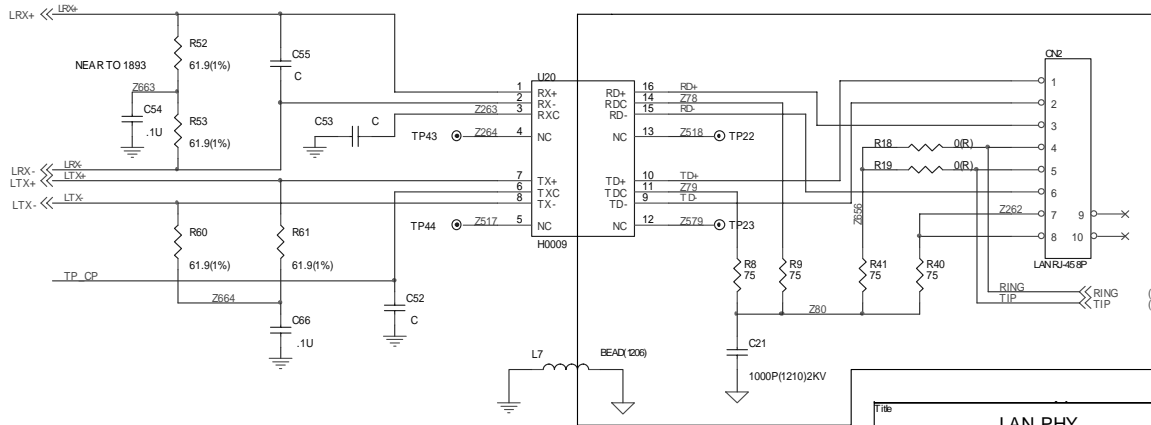 LRX+ LRX+
NEAR TO 1893
R52
61.9(1%)
C55
C
Z663
C54
.1U
R53
61.9(1%)
C53 C
Z263
TP43 Z264
LRX- LRX-
LTX+ LTX+
LTX- LTX-
TP44 Z517
R60
61.9(1%)
R61
61.9(1%)
TP_CP
Z664
C66
.1U
C52
C
U20
1 RX+ RD+ 16 RD+
2 RX- RDC 14 Z78
3 RXC RD- 15 RD-
4 NC NC 13 Z518 TP22
7 TX+ TD+ 10 TD+
6 TXC TDC 11 Z79
8 TX- TD- 9 TD-
5 NC NC 12 Z579 TP23
H0009
R8
75
R9
75
R41
75
R40
75
Z80
C21
1000P(1210)2KV
L7 BEAD(1206)
R18 0(R)
R19 0(R)
Z656
Z262
CN2
1
2
3
4
5
6
7 9
8 10
LANRJ-458P
RING RING (
TIP TIP (
Title
LAN PHY